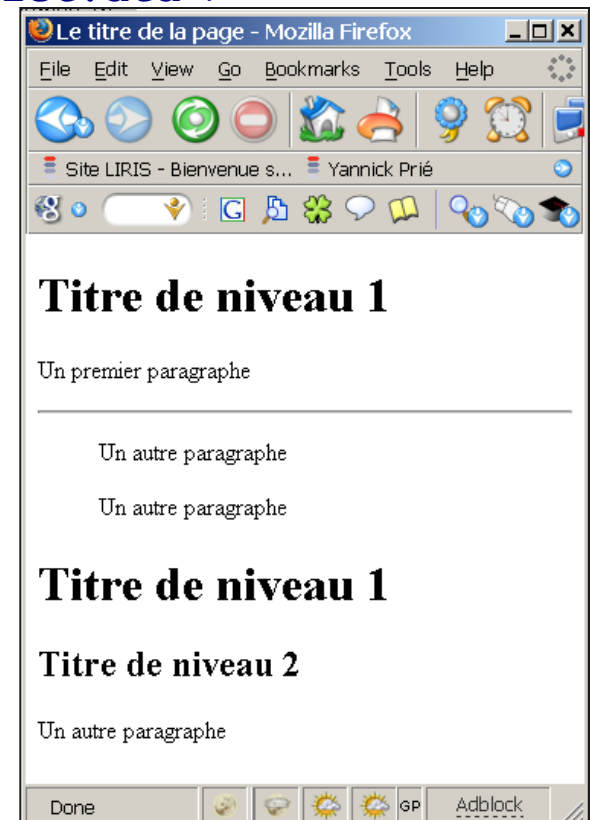 Le titre de la page - Mozilla Firefox
File Edit View Go Bookmarks Tools Help
Site LIRIS - Bienvenue s... Yannick Prié
G
Titre de niveau 1
Un premier paragraphe
Un autre paragraphe
Un autre paragraphe
Titre de niveau 1
Titre de niveau 2
Un autre paragraphe
Done GP Adblock